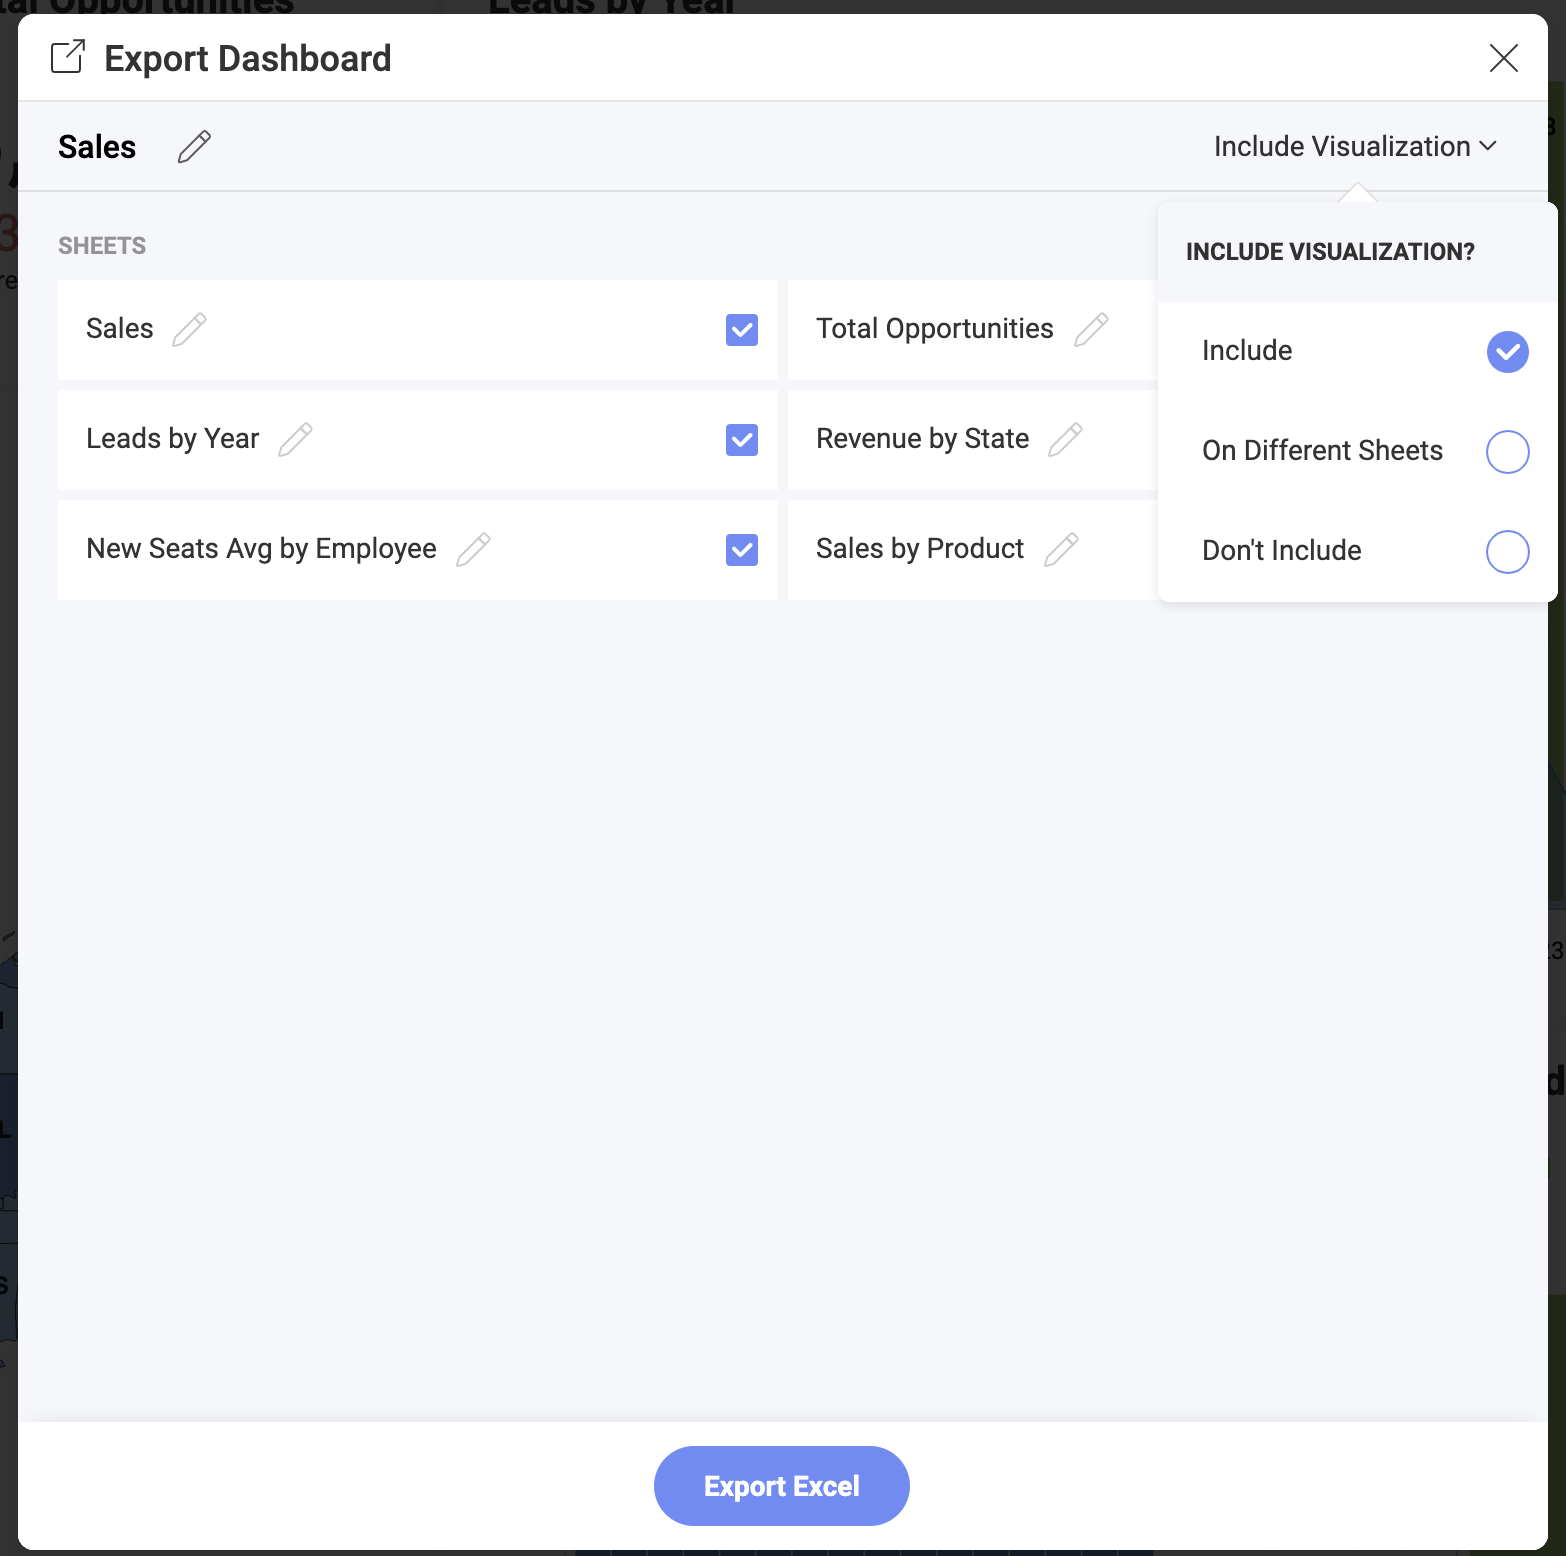 Export Dashboard
Sales
Include Visualization
SHEETS
INCLUDE VISUALIZATION?
Sales
Total Opportunities
Include
Leads by Year
Revenue by State
On Different Sheets
New Seats Avg by Employee
Sales by Product
Don't Include
Export Excel